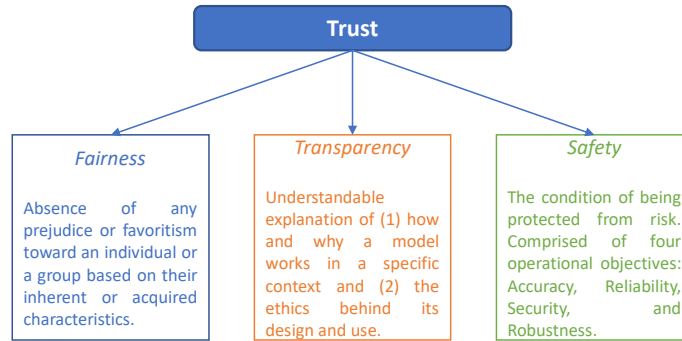 Trust
Fairness
Absence of any
prejudice or favoritism
toward an individual or
a group based on their
inherent or acquired
characteristics.
Transparency
Understandable
explanation of (1) how
and why a model
works in a specific
context and (2) the
ethics behind its
design and use.
Safety
The condition of being
protected from risk.
Comprised of four
operational objectives:
Accuracy, Reliability,
Security, and
Robustness.